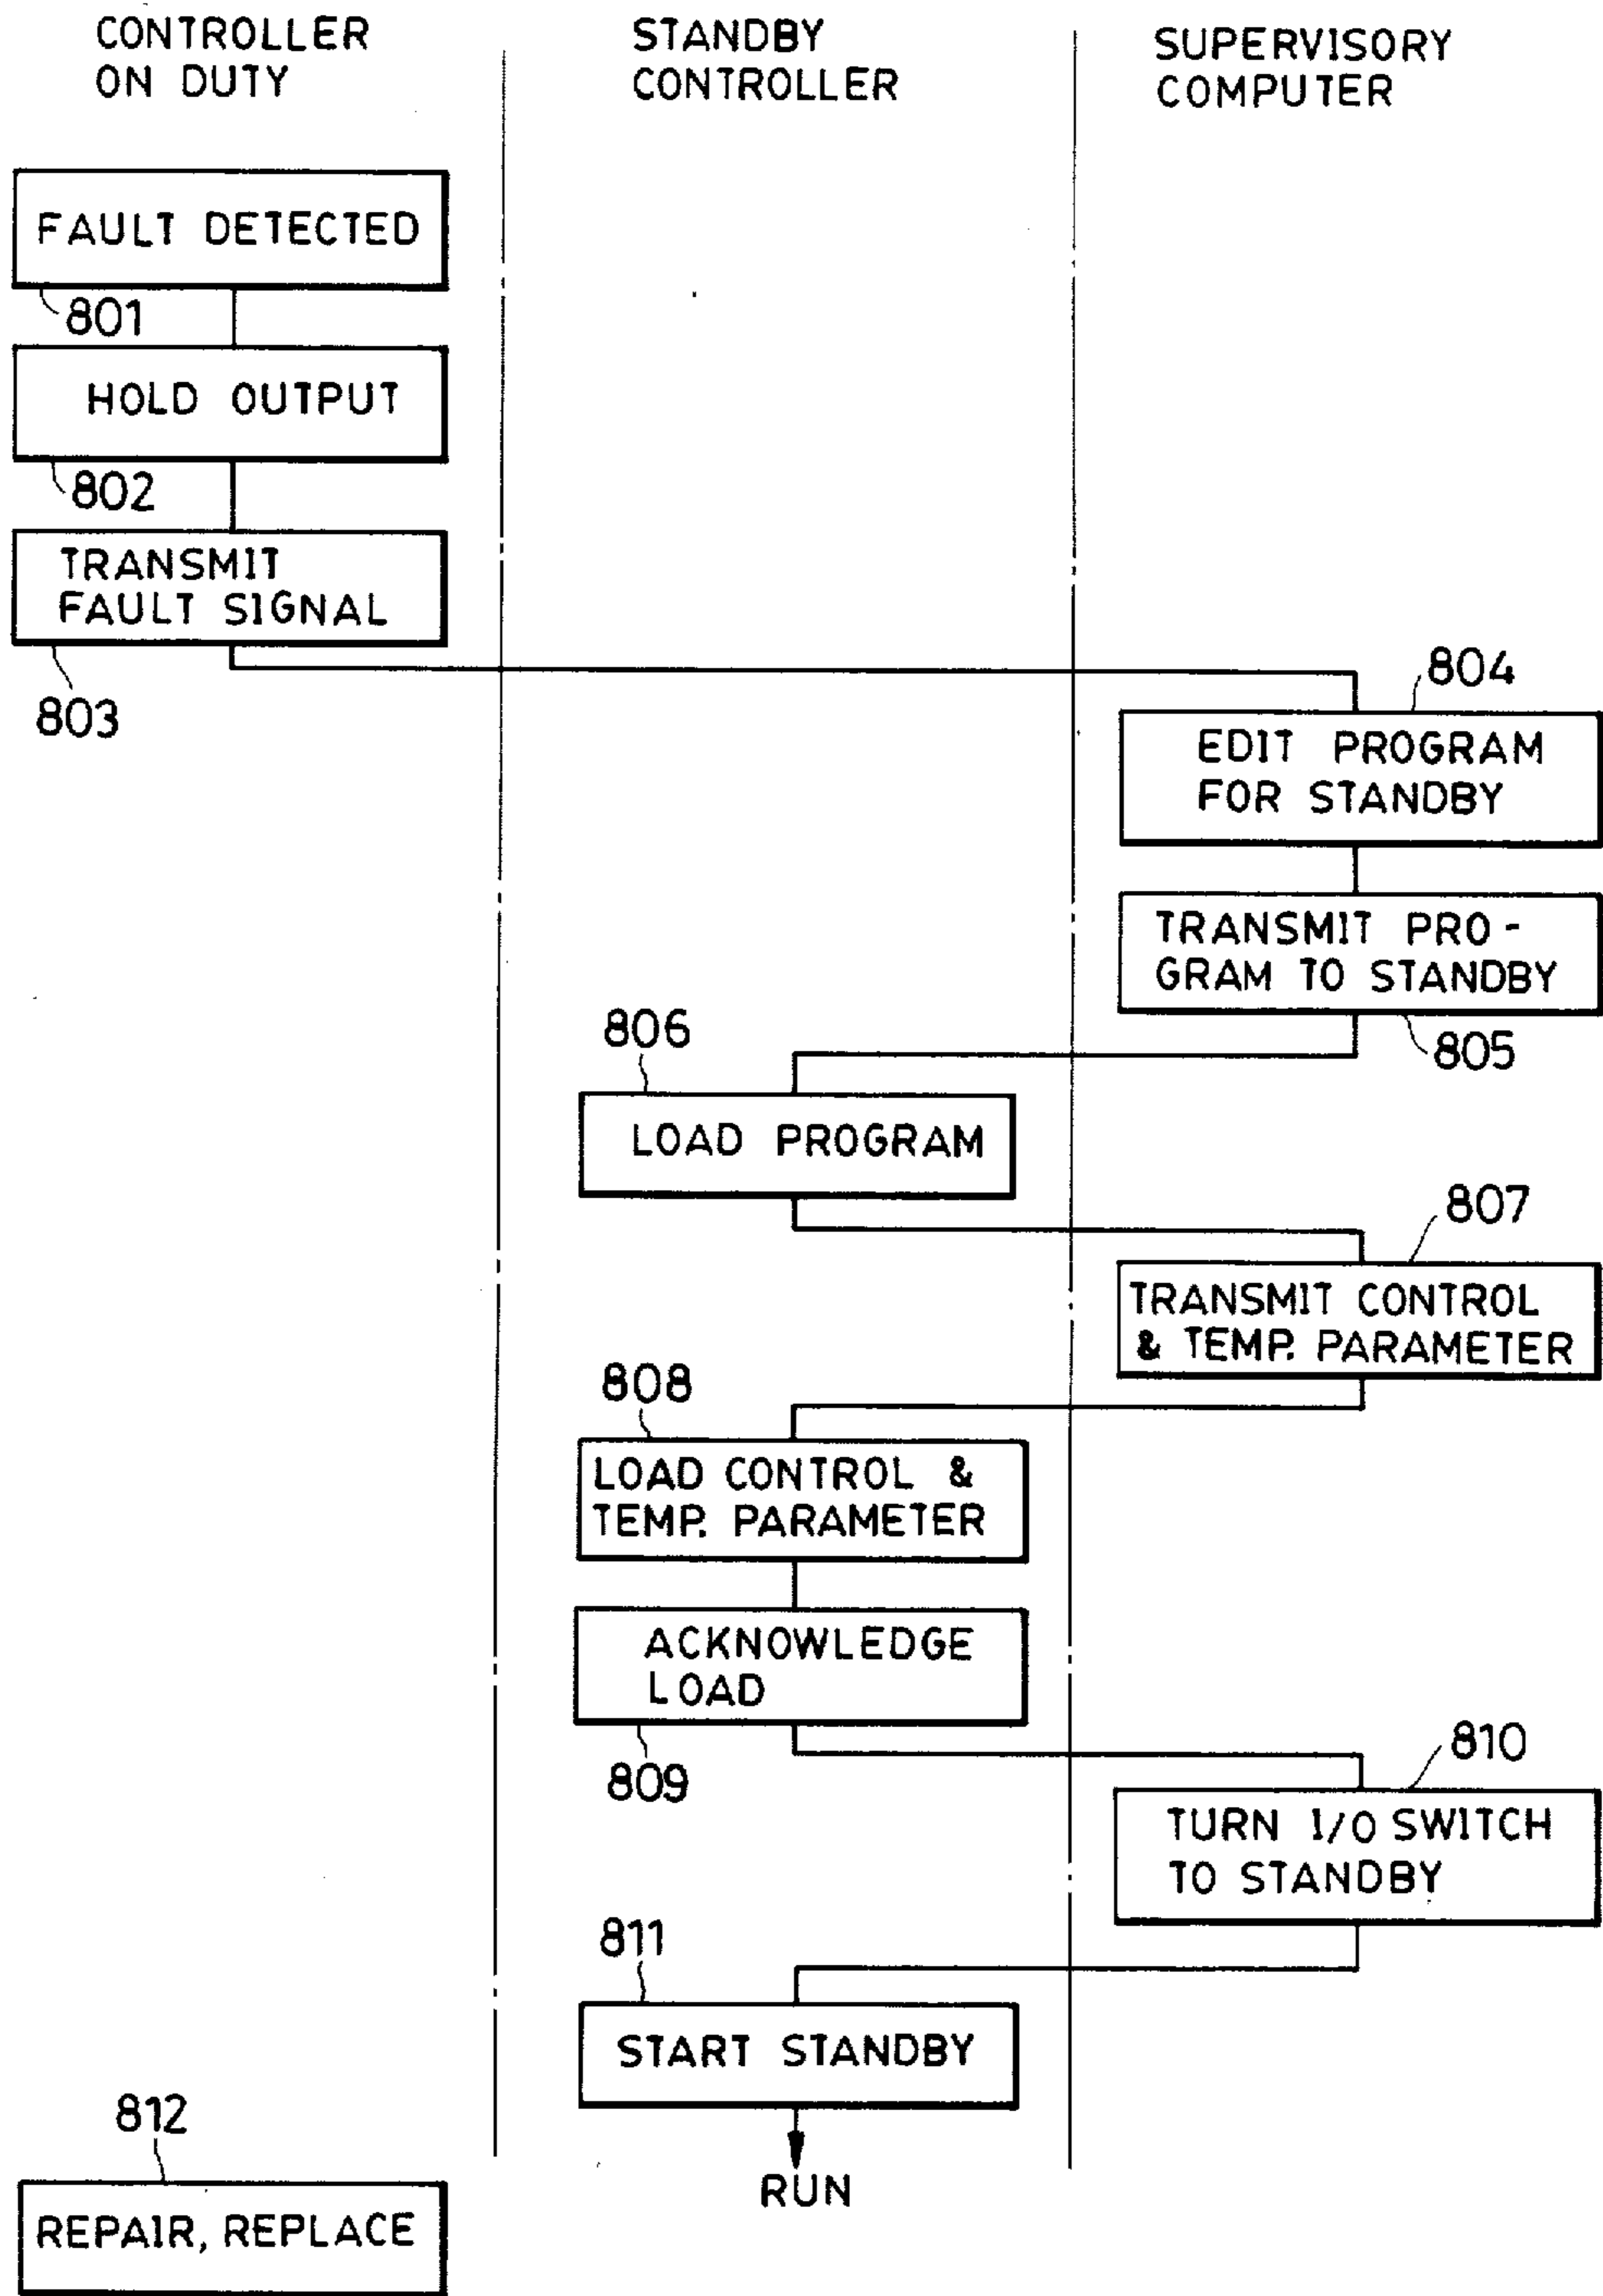 CONTROLLER
ON DUTY
STANDBY
CONTROLLER
SUPERVISORY
COMPUTER
FAULT DETECTED
801
HOLD OUTPUT
802
TRANSMIT
FAULT SIGNAL
803
804
EDIT PROGRAM
FOR STANDBY
TRANSMIT PRO-
GRAM TO STANDBY
805
806
LOAD PROGRAM
807
TRANSMIT CONTROL
& TEMP. PARAMETER
808
LOAD CONTROL &
TEMP. PARAMETER
ACKNOWLEDGE
LOAD
809
810
TURN I/O SWITCH
TO STANDBY
811
START STANDBY
RUN
812
REPAIR, REPLACE